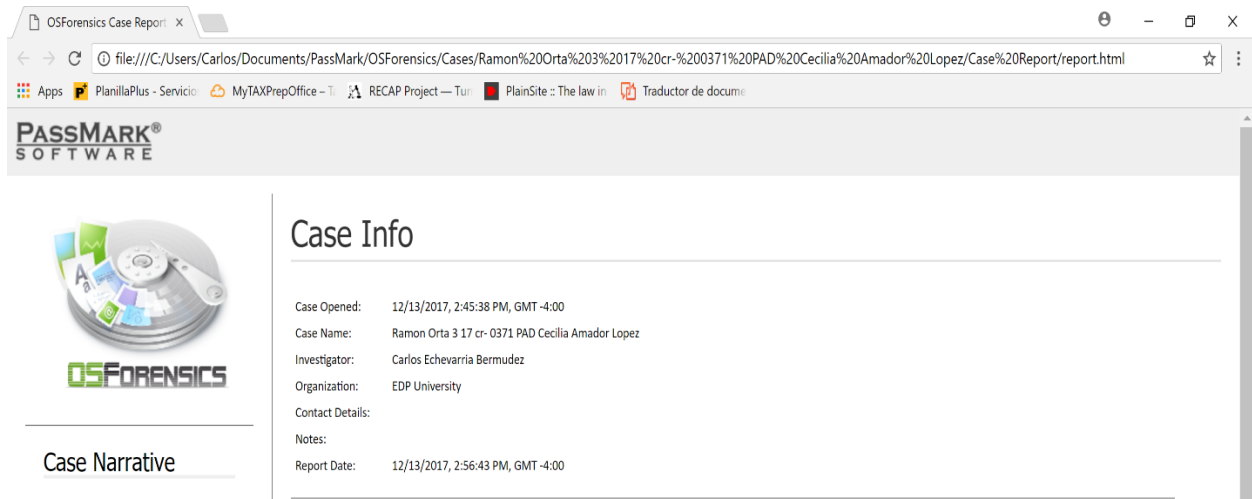 OSForensics Case Report
file:///C:/Users/Carlos/Documents/PassMark/OSForensics/Cases/Ramon%20Orta%203%2017%20cr-%200371%20PAD%20Cecilia%20Amador%20Lopez/Case%20Report/report.html
Apps PlanillaPlus - Servicio MyTAXPrepOffice – T RECAP Project — Tur PlainSite :: The law in Traductor de docume
PASSMARK®
SOFTWARE
OSFORENSICS
Case Narrative
Case Info
Case Opened: 12/13/2017, 2:45:38 PM, GMT -4:00
Case Name: Ramon Orta 3 17 cr- 0371 PAD Cecilia Amador Lopez
Investigator: Carlos Echevarria Bermudez
Organization: EDP University
Contact Details:
Notes:
Report Date: 12/13/2017, 2:56:43 PM, GMT -4:00